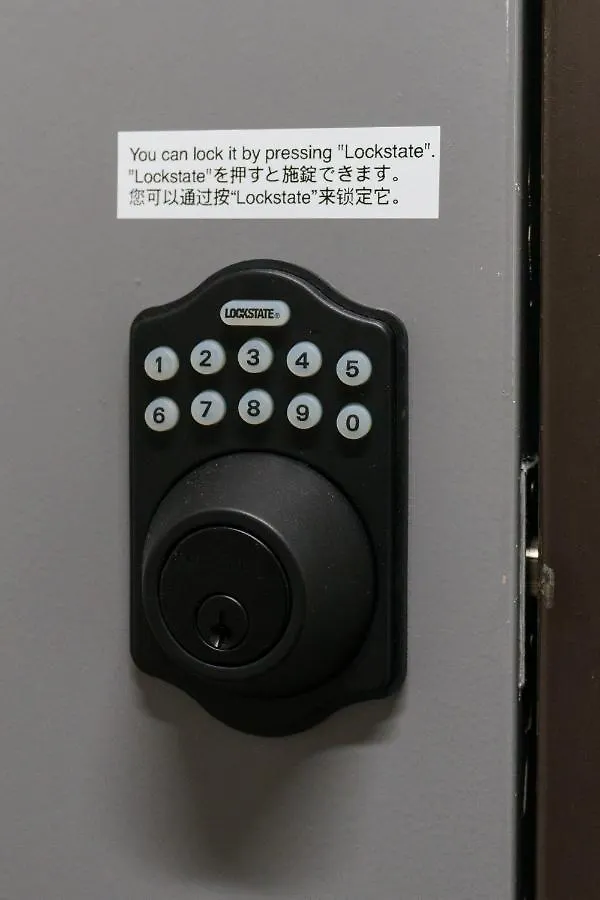 You can lock it by pressing "Lockstate".
"Lockstate"を押すと施錠できます。
您可以通过按“Lockstate”来锁定它。
LOCKSTATE®
1 2 3 4 5
6 7 8 9 0